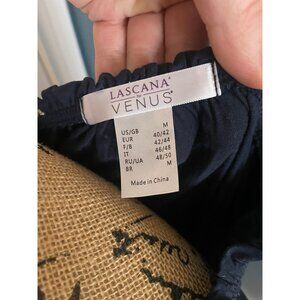 LASCANA
for
VENUS
US/GB M
EUR 40/42
F/B 42/44
IT 46/48
RU/UA 48/50
BR M
Made in China